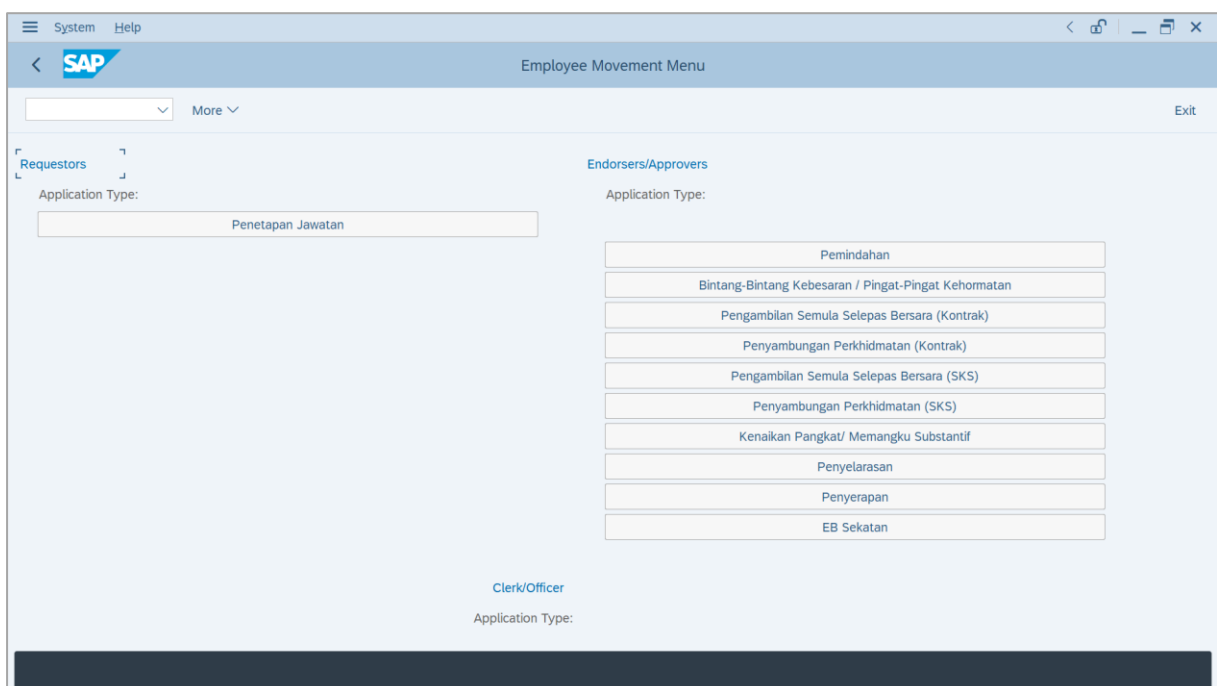 System Help
SAP
Employee Movement Menu
More
Exit
Requestors
Application Type:
Penetapan Jawatan
Endorsers/Approvers
Application Type:
Pemindahan
Bintang-Bintang Kebesaran / Pingat-Pingat Kehormatan
Pengambilan Semula Selepas Bersara (Kontrak)
Penyambungan Perkhidmatan (Kontrak)
Pengambilan Semula Selepas Bersara (SKS)
Penyambungan Perkhidmatan (SKS)
Kenaikan Pangkat/ Memangku Substantif
Penyelarasan
Penyerapan
EB Sekatan
Clerk/Officer
Application Type: